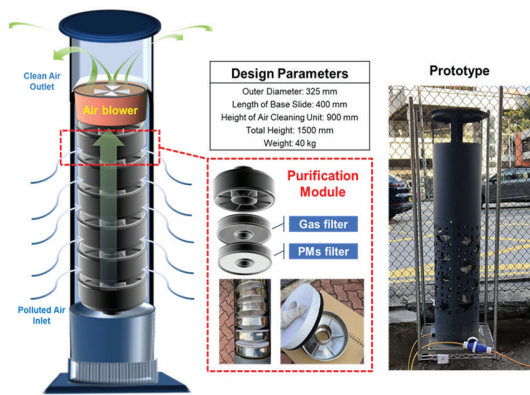 Clean Air
Outlet
Air blower
Polluted Air
Inlet
Design Parameters
Outer Diameter: 325 mm
Length of Base Slide: 400 mm
Height of Air Cleaning Unit: 900 mm
Total Height: 1500 mm
Weight: 40 kg
Purification
Module
Gas filter
PMs filter
Prototype